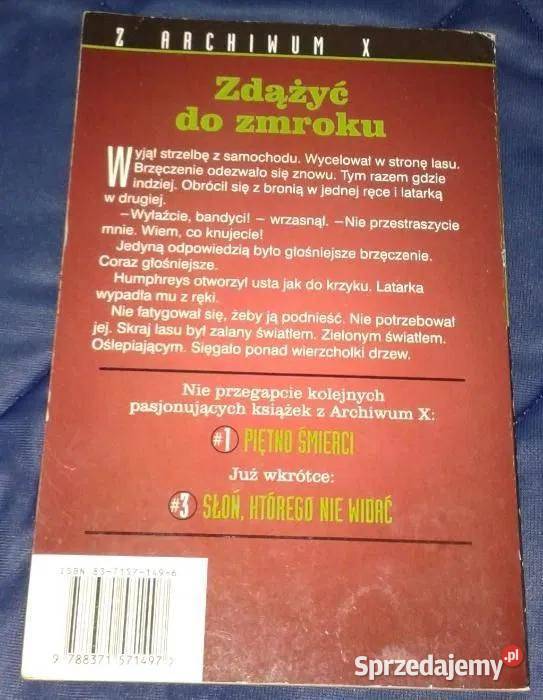 Z ARCHIWUM X
Zdążyć
do zmroku
Wyjął strzelbę z samochodu. Wycelował w stronę lasu.
Brzęczenie odezwało się znowu. Tym razem gdzie
indziej. Obrócił się z bronią w jednej ręce i latarką
w drugiej.
–Wyłaźcie, bandyci! – wrzasnął. –Nie przestraszycie
mnie. Wiem, co knujecie!
Jedyną odpowiedzią było głośniejsze brzęczenie.
Coraz głośniejsze.
Humphreys otworzył usta jak do krzyku. Latarka
wypadła mu z ręki.
Nie fatygował się, żeby ją podnieść. Nie potrzebował
jej. Skraj lasu był zalany światłem. Zielonym światłem.
Oślepiającym. Sięgało ponad wierzchołki drzew.
Nie przegapcie kolejnych
pasjonujących książek z Archiwum X:
#1 PIĘTNO ŚMIERCI
Już wkrótce:
#3 SŁOŃ, KTÓREGO NIE WIDAĆ
ISBN 83-7157-149-6
9 788371 571497
Sprzedajemy.pl